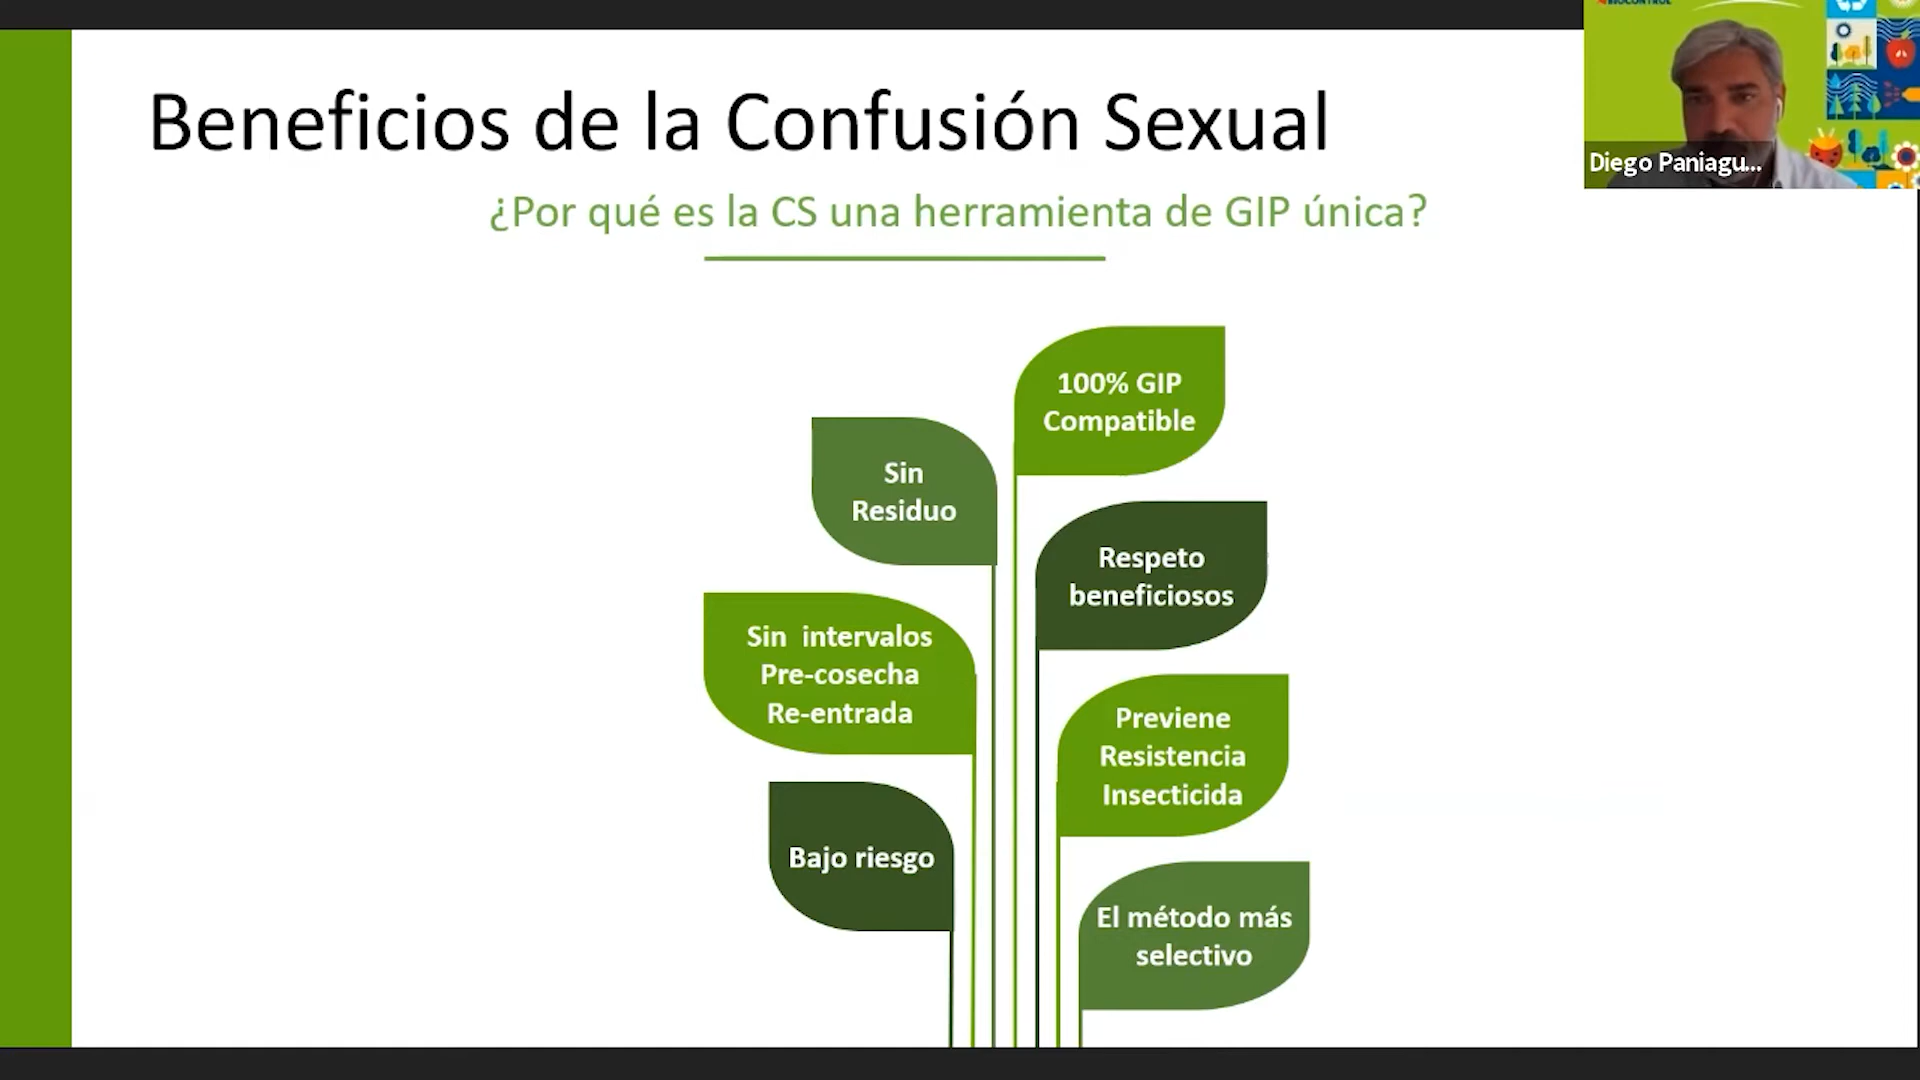 BIOCONTROL
Diego Paniagu...
Beneficios de la Confusión Sexual
¿Por qué es la CS una herramienta de GIP única?
100% GIP
Compatible
Sin
Residuo
Respeto
beneficiosos
Sin intervalos
Pre-cosecha
Re-entrada
Previene
Resistencia
Insecticida
Bajo riesgo
El método más
selectivo